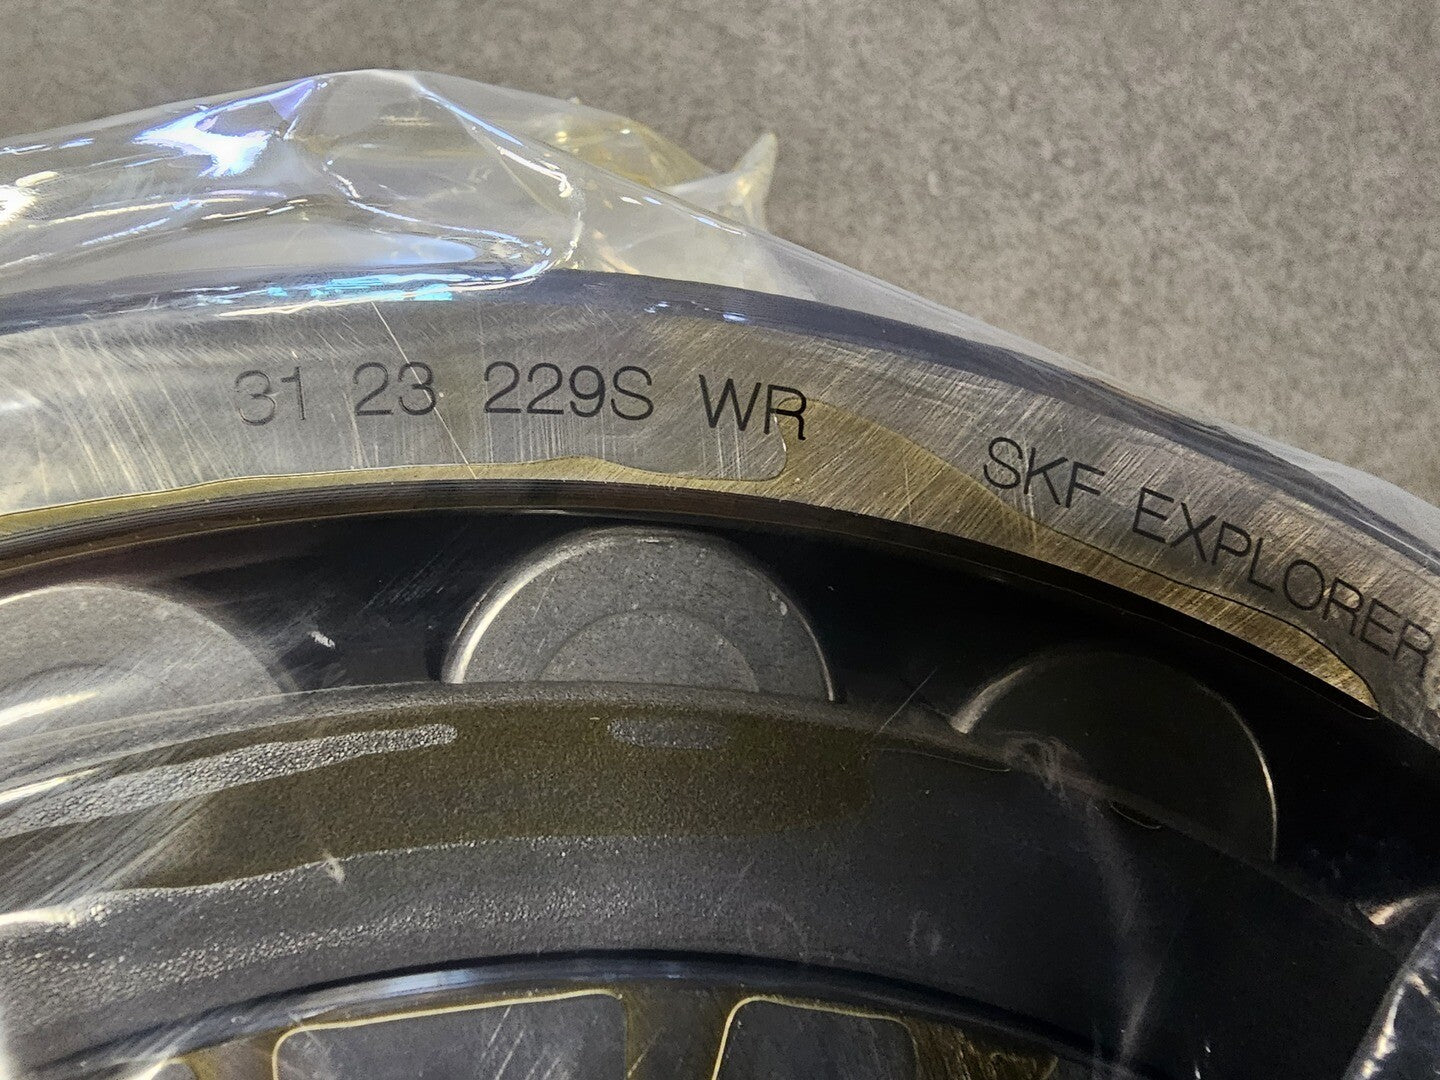 31 23 229S WR SKF EXPLORER